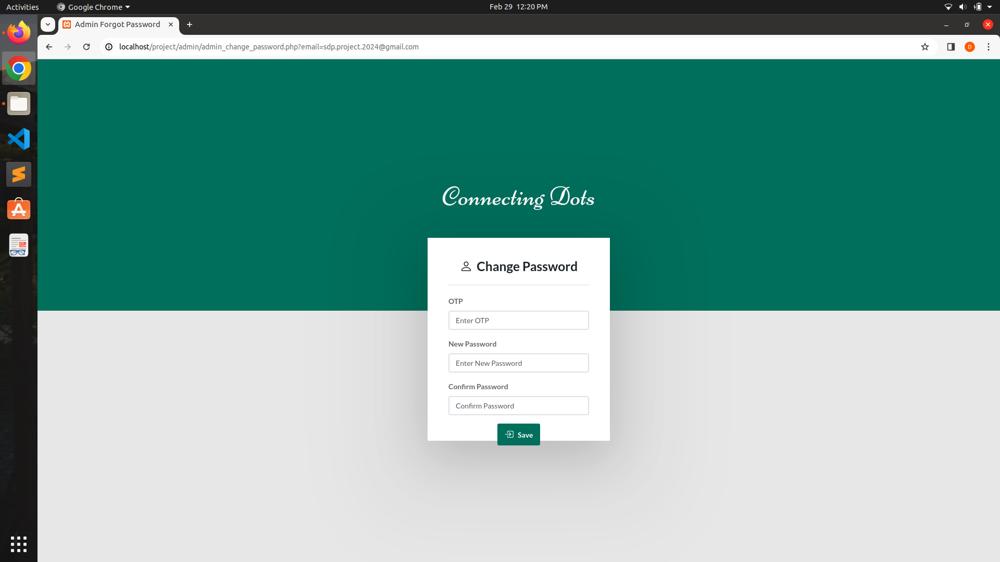 Activities
Google Chrome
Feb 29 12:20 PM
Admin Forgot Password
localhost/project/admin/admin_change_password.php?email=sdp.project.2024@gmail.com
D
Connecting Dots
Change Password
OTP
Enter OTP
New Password
Enter New Password
Confirm Password
Confirm Password
Save